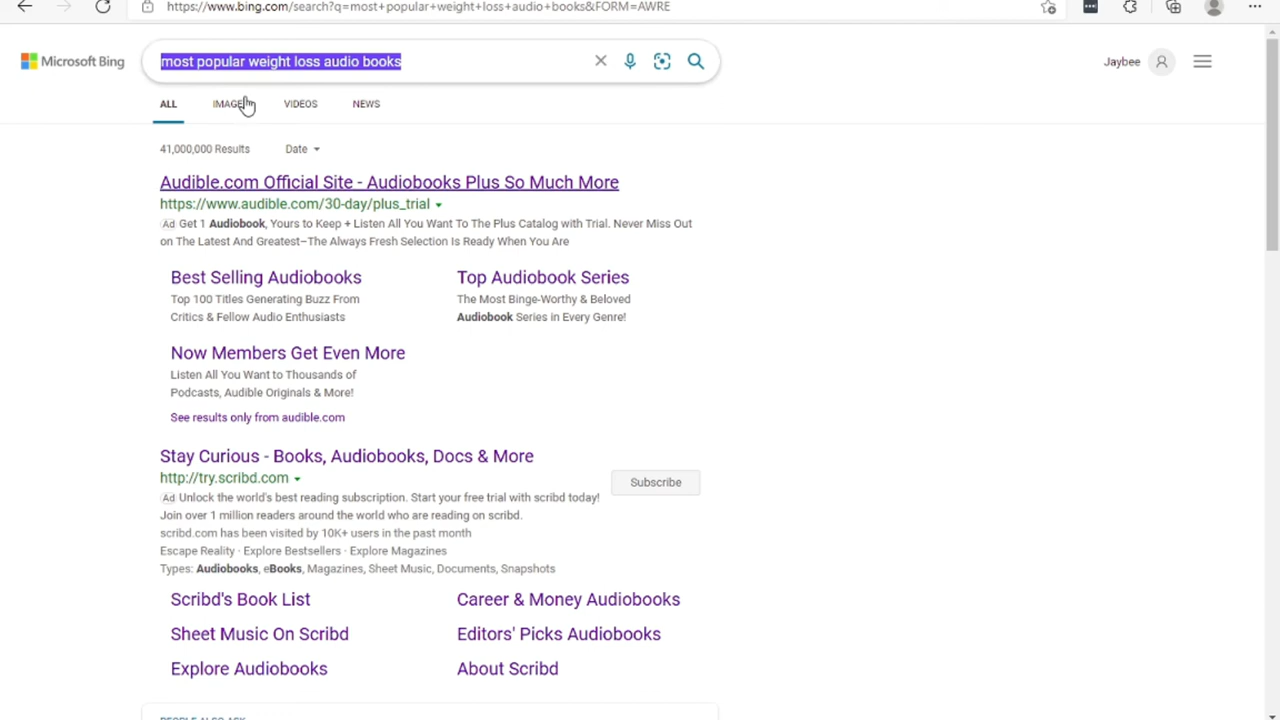 https://www.bing.com/search?q=most+popular+weight+loss+audio+books&FORM=AWRE
Microsoft Bing
most popular weight loss audio books
Jaybee
ALL
VIDEOS
NEWS
41,000,000 Results
Date
Audible.com Official Site - Audiobooks Plus So Much More
https://www.audible.com/30-day/plus_trial
Ad Get 1 Audiobook, Yours to Keep + Listen All You Want To The Plus Catalog with Trial. Never Miss Out
on The Latest And Greatest–The Always Fresh Selection Is Ready When You Are
Best Selling Audiobooks
Top 100 Titles Generating Buzz From
Critics & Fellow Audio Enthusiasts
Top Audiobook Series
The Most Binge-Worthy & Beloved
Audiobook Series in Every Genre!
Now Members Get Even More
Listen All You Want to Thousands of
Podcasts, Audible Originals & More!
See results only from audible.com
Stay Curious - Books, Audiobooks, Docs & More
http://try.scribd.com
Ad Unlock the world's best reading subscription. Start your free trial with scribd today!
Join over 1 million readers around the world who are reading on scribd.
scribd.com has been visited by 10K+ users in the past month
Escape Reality · Explore Bestsellers · Explore Magazines
Types: Audiobooks, eBooks, Magazines, Sheet Music, Documents, Snapshots
Subscribe
Scribd's Book List
Career & Money Audiobooks
Sheet Music On Scribd
Editors' Picks Audiobooks
Explore Audiobooks
About Scribd
PEOPLE ALSO ASK